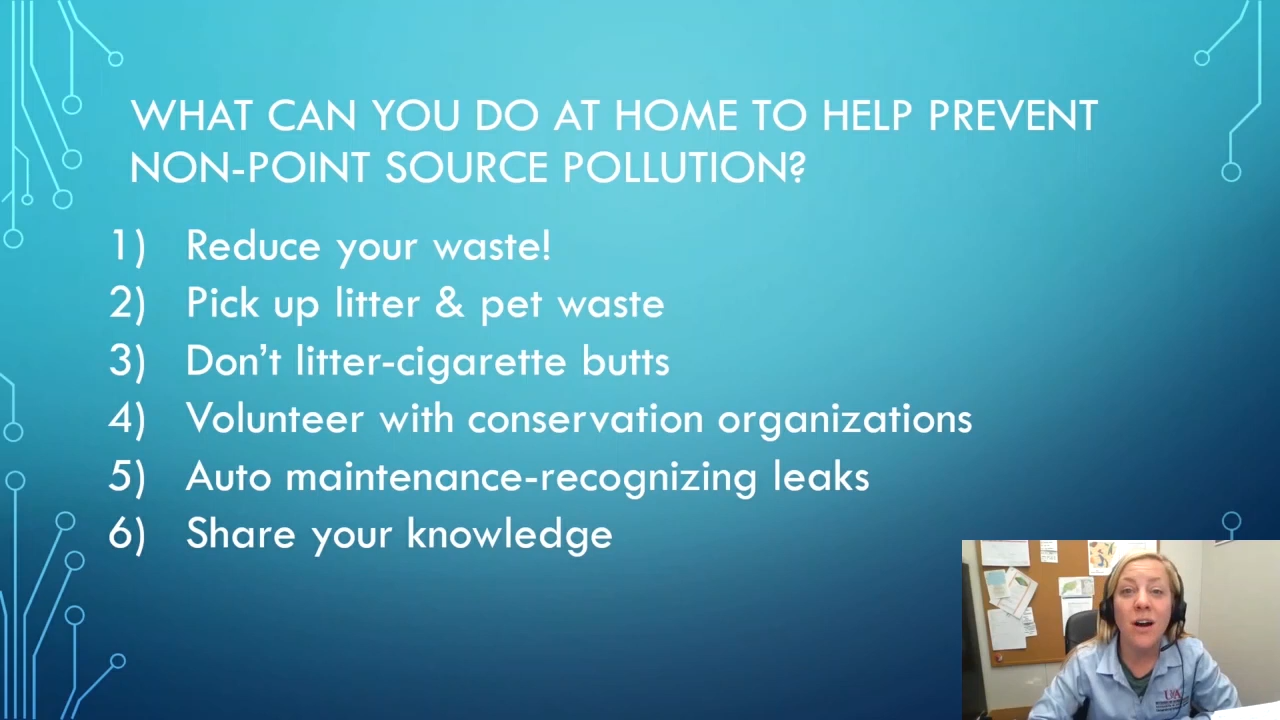 WHAT CAN YOU DO AT HOME TO HELP PREVENT
NON-POINT SOURCE POLLUTION?
1) Reduce your waste!
2) Pick up litter & pet waste
3) Don't litter-cigarette butts
4) Volunteer with conservation organizations
5) Auto maintenance-recognizing leaks
6) Share your knowledge